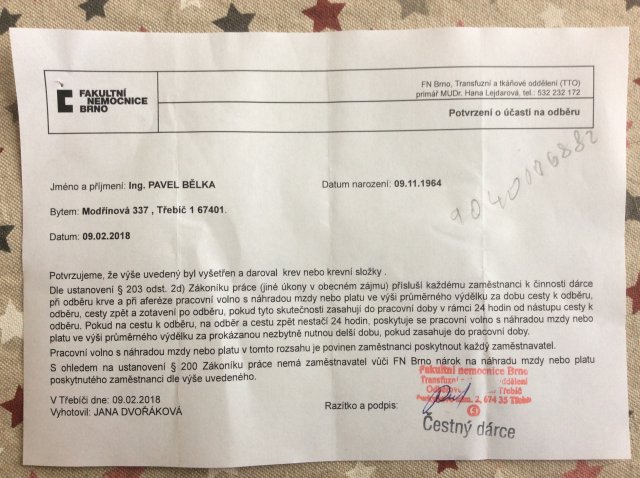 FAKULTNÍ
NEMOCNICE
BRNO
FN Brno, Transfuzní a tkáňové oddělení (TTO)
primář MUDr. Hana Lejdarová, tel.: 532 232 172
Potvrzení o účasti na odběru
Jméno a příjmení: Ing. PAVEL BĚLKA
Datum narození: 09.11.1964
Bytem: Modřínová 337 , Třebíč 1 67401.
Datum: 09.02.2018
Potvrzujeme, že výše uvedený byl vyšetřen a daroval krev nebo krevní složky .
Dle ustanovení § 203 odst. 2d) Zákoníku práce (jiné úkony v obecném zájmu) přísluší každému zaměstnanci k činnosti dárce
při odběru krve a při aferéze pracovní volno s náhradou mzdy nebo platu ve výši průměrného výdělku za dobu cesty k odběru,
odběru, cesty zpět a zotavení po odběru, pokud tyto skutečnosti zasahují do pracovní doby v rámci 24 hodin od nástupu cesty k
odběru. Pokud na cestu k odběru, na odběr a cestu zpět nestačí 24 hodin, poskytuje se pracovní volno s náhradou mzdy nebo
platu ve výši průměrného výdělku za prokázanou nezbytně nutnou delší dobu, pokud zasahuje do pracovní doby.
Pracovní volno s náhradou mzdy nebo platu v tomto rozsahu je povinen zaměstnanci poskytnout každý zaměstnavatel.
S ohledem na ustanovení § 200 Zákoníku práce nemá zaměstnavatel vůči FN Brno nárok na náhradu mzdy nebo platu
poskytnutého zaměstnanci dle výše uvedeného.
V Třebíči dne: 09.02.2018
Vyhotovil: JANA DVOŘÁKOVÁ
Razítko a podpis:
Fakultní nemocnice Brno
Transfuzní oddělení
Třebíč
2, 674 35 Třebíč
Čestný dárce